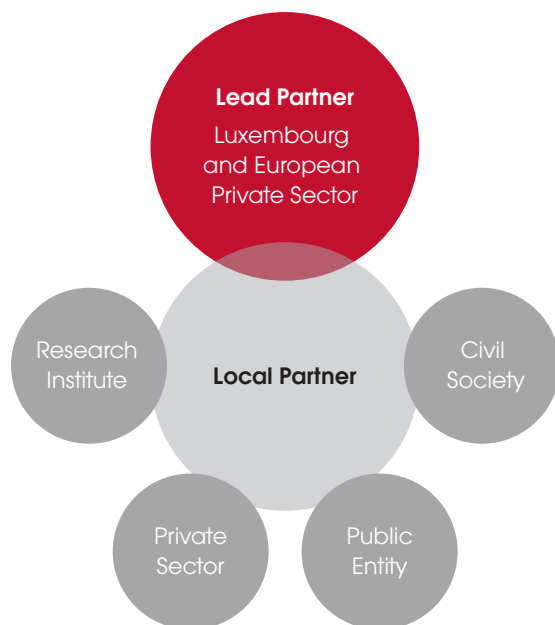 Lead Partner
Luxembourg
and European
Private Sector
Research
Institute
Local Partner
Civil
Society
Private
Sector
Public
Entity